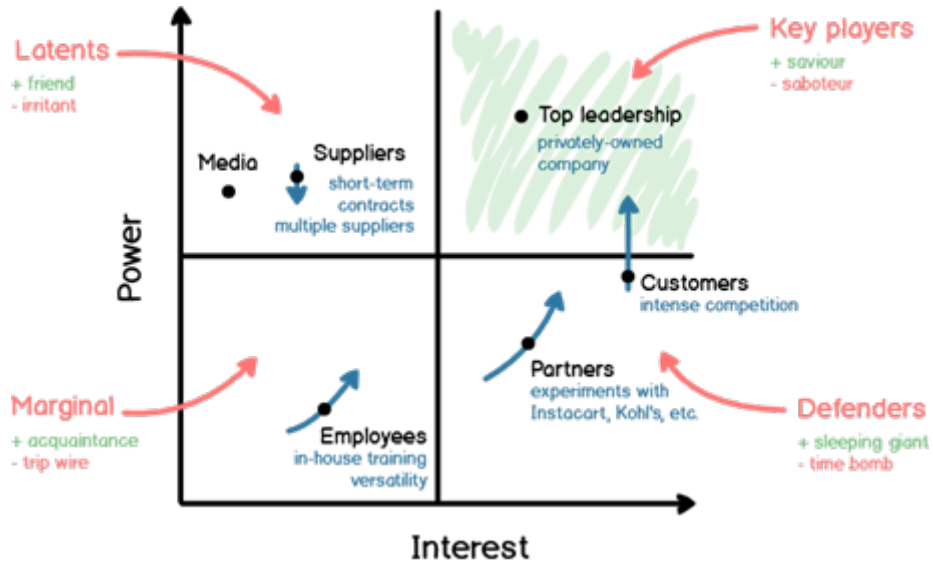 Latents
+ friend
- irritant
Key players
+ saviour
- saboteur
Top leadership
privately-owned
company
Media
Suppliers
short-term
contracts
multiple suppliers
Power
Customers
intense competition
Partners
experiments with
Instacart, Kohl's, etc.
Marginal
+ acquaintance
- trip wire
Employees
in-house training
versatility
Defenders
+ sleeping giant
- time bomb
Interest